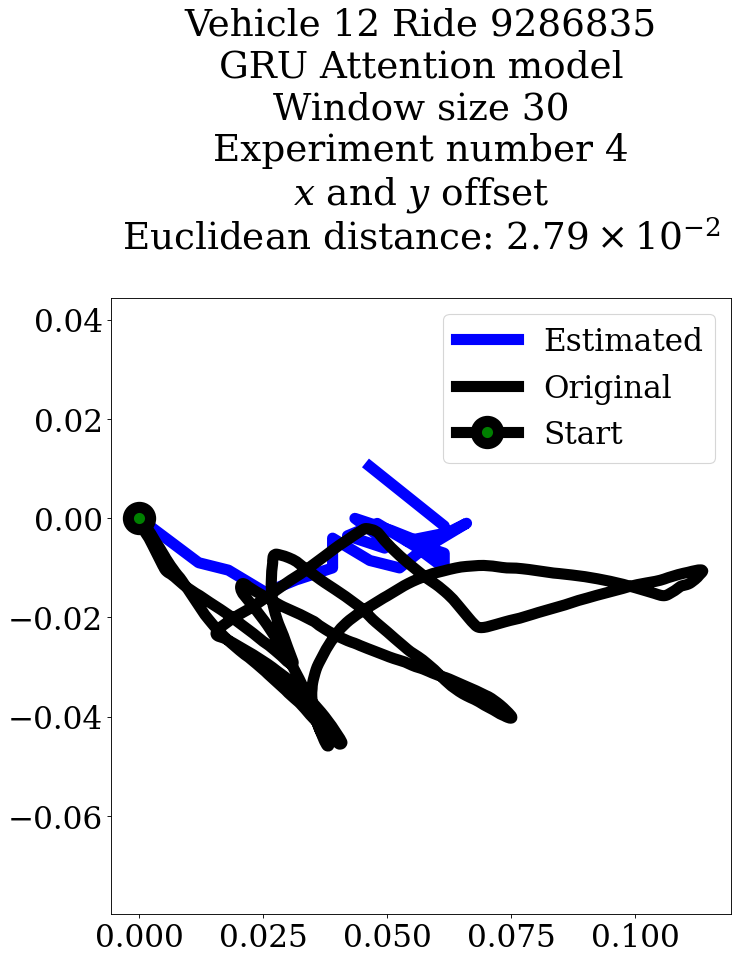 Vehicle 12 Ride 9286835
GRU Attention model
Window size 30
Experiment number 4
x and y offset
Euclidean distance: 2.79 × 10⁻²
Estimated
Original
Start
0.04
0.02
0.00
−0.02
−0.04
−0.06
0.000 0.025 0.050 0.075 0.100